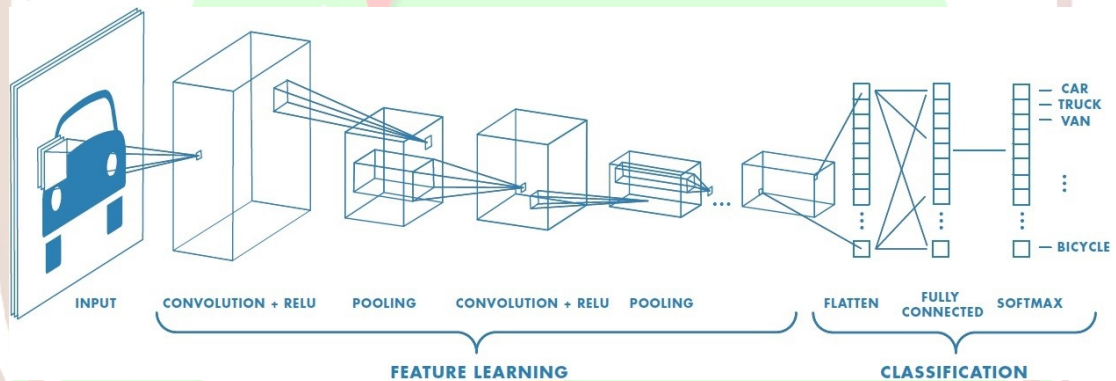 CAR
TRUCK
VAN
BICYCLE
INPUT
CONVOLUTION + RELU
POOLING
CONVOLUTION + RELU
POOLING
FLATTEN
FULLY
CONNECTED
SOFTMAX
FEATURE LEARNING
CLASSIFICATION